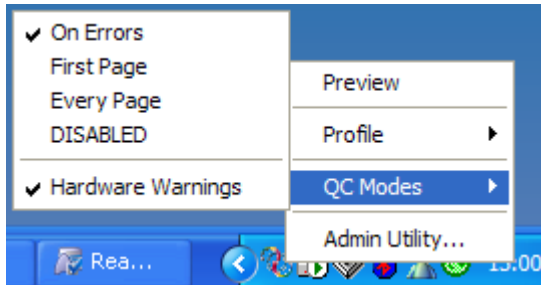 On Errors
First Page
Every Page
DISABLED
Hardware Warnings
Preview
Profile
QC Modes
Admin Utility...
Rea...